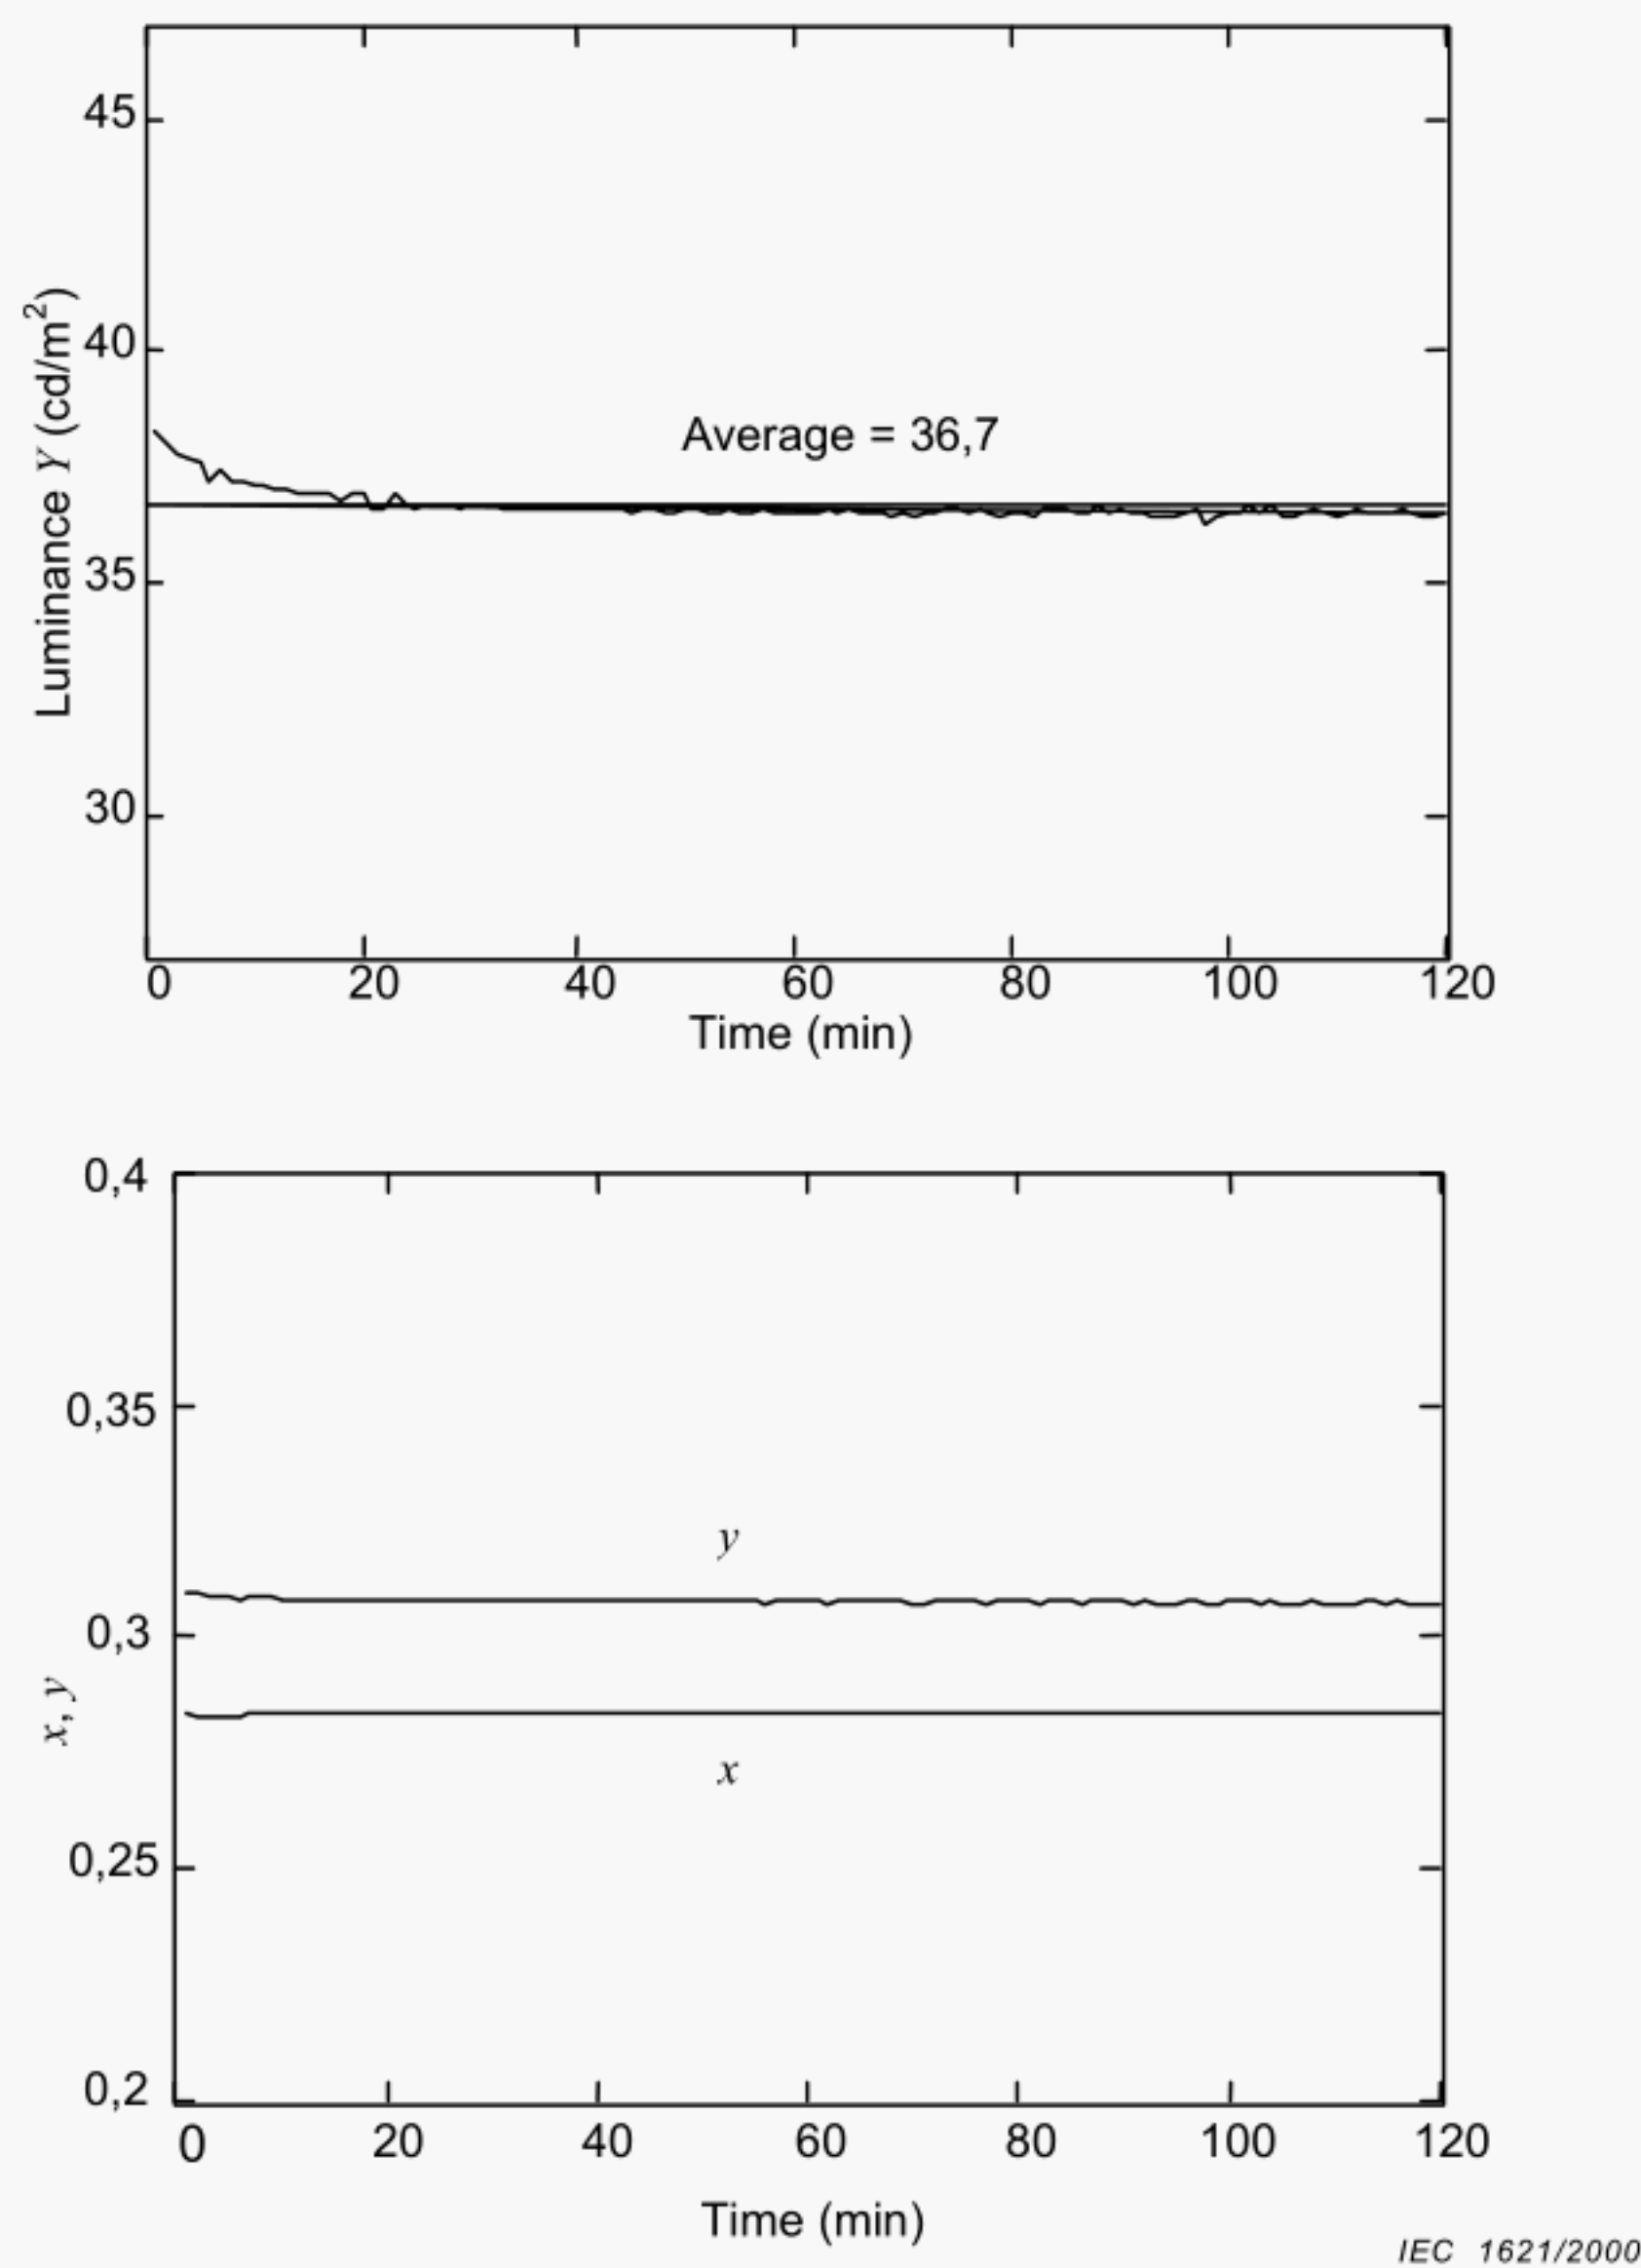 45
40
Average = 36,7
35
30
Luminance Y (cd/m²)
0 20 40 60 80 100 120
Time (min)
0,4
0,35
y
0,3
x, y
x
0,25
0,2
0 20 40 60 80 100 120
Time (min)
IEC 1621/2000